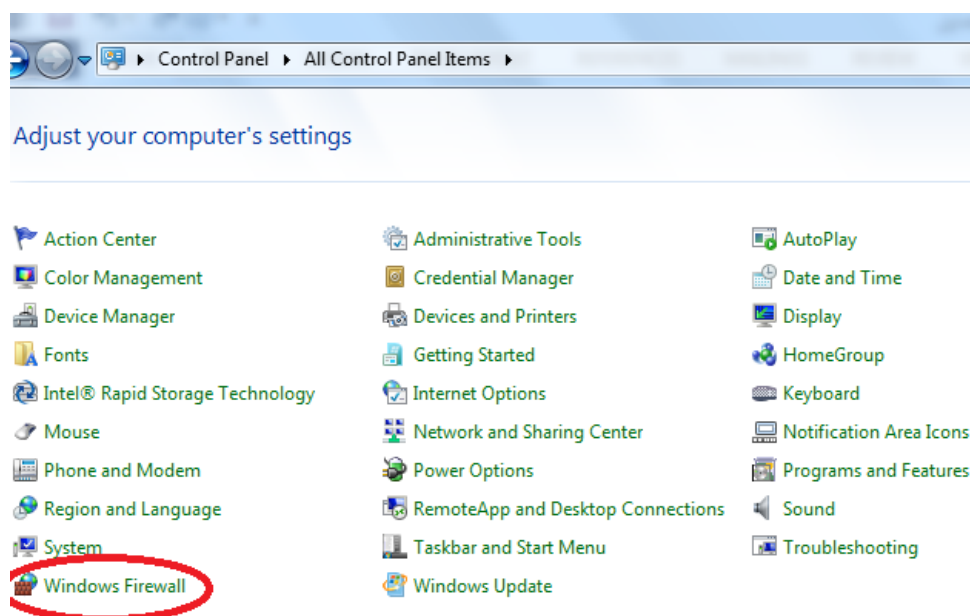 Control Panel ▸ All Control Panel Items ▸
Adjust your computer's settings
Action Center Administrative Tools AutoPlay
Color Management Credential Manager Date and Time
Device Manager Devices and Printers Display
Fonts Getting Started HomeGroup
Intel® Rapid Storage Technology Internet Options Keyboard
Mouse Network and Sharing Center Notification Area Icons
Phone and Modem Power Options Programs and Features
Region and Language RemoteApp and Desktop Connections Sound
System Taskbar and Start Menu Troubleshooting
Windows Firewall Windows Update